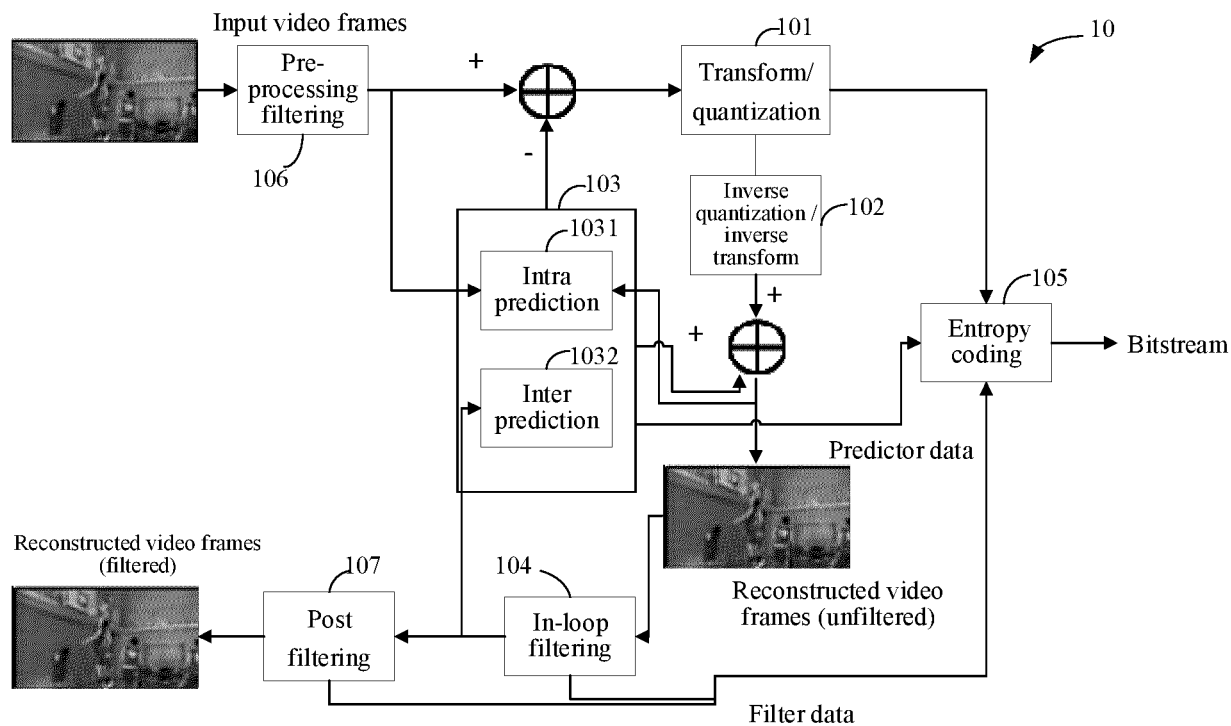 Input video frames
Pre-
processing
filtering
106
+
-
101
Transform/
quantization
10
Inverse
quantization /
inverse
transform
102
103
1031
Intra
prediction
1032
Inter
prediction
+
+
105
Entropy
coding
Bitstream
Predictor data
Reconstructed video frames
(filtered)
107
Post
filtering
104
In-loop
filtering
Reconstructed video
frames (unfiltered)
Filter data